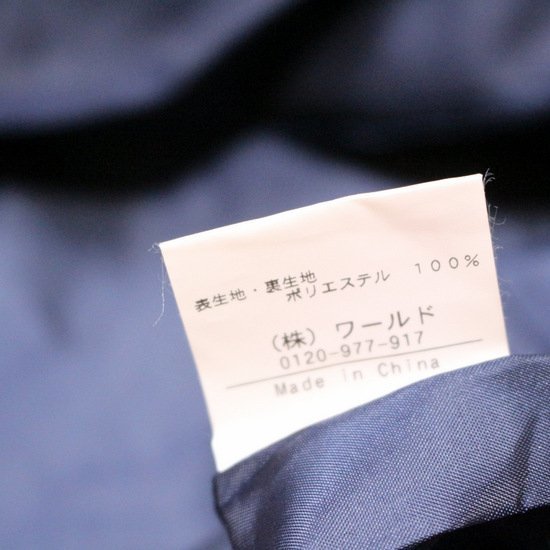 表生地・裏生地
ポリエステル 100%
(株) ワールド
0120-977-917
Made in China